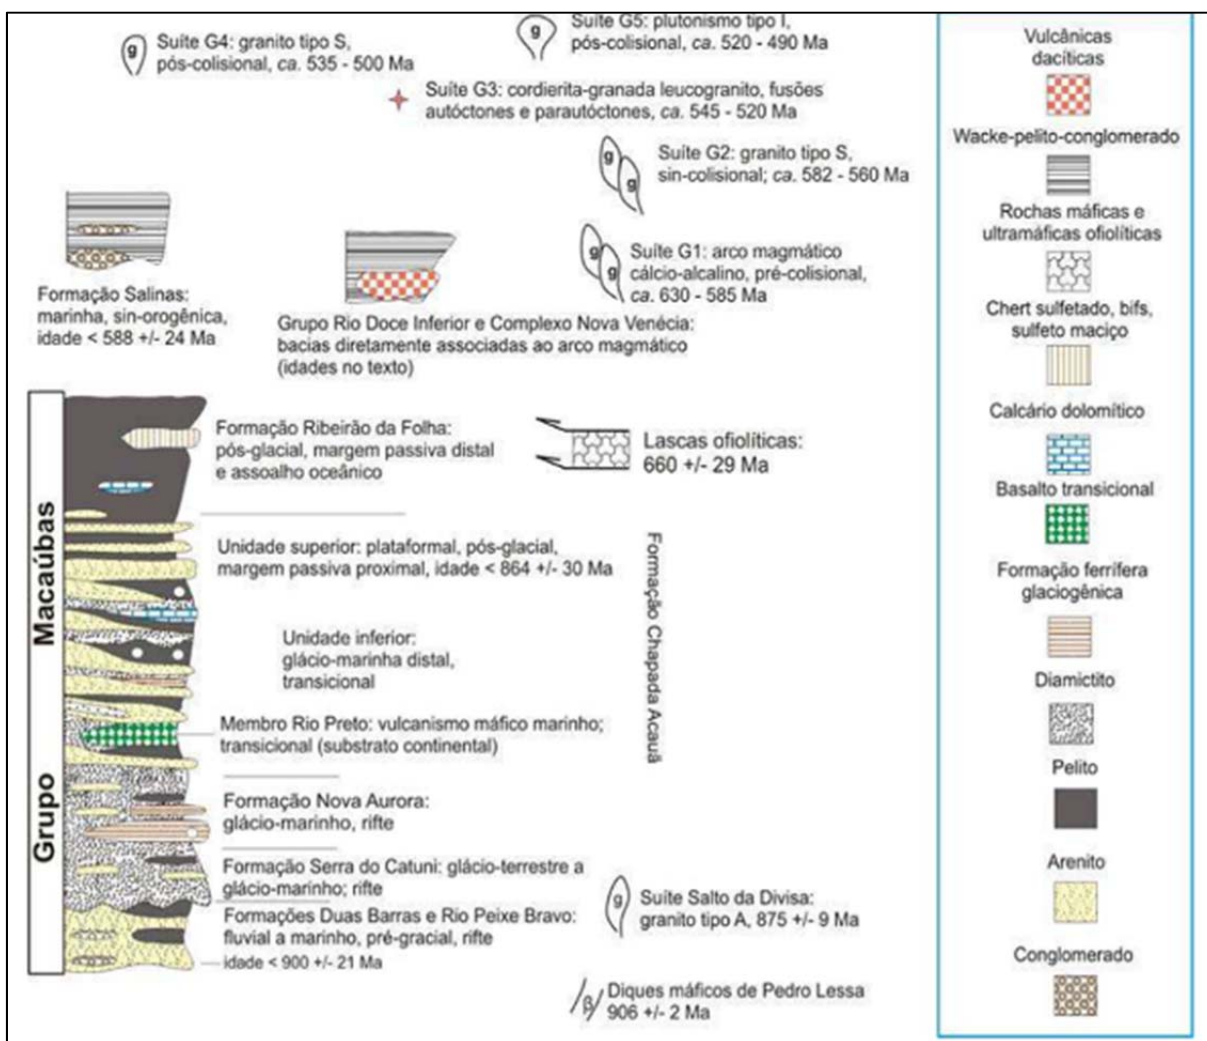 Suíte G4: granito tipo S,
pós-colisional, ca. 535 - 500 Ma
g
Suíte G5: plutonismo tipo I,
pós-colisional, ca. 520 - 490 Ma
g
Suíte G3: cordierita-granada leucogranito, fusões
autóctones e parautóctones, ca. 545 - 520 Ma
g
g
Suíte G2: granito tipo S,
sin-colisional; ca. 582 - 560 Ma
g
g
Suíte G1: arco magmático
cálcio-alcalino, pré-colisional,
ca. 630 - 585 Ma
Formação Salinas:
marinha, sin-orogênica,
idade < 588 +/- 24 Ma
Grupo Rio Doce Inferior e Complexo Nova Venécia:
bacias diretamente associadas ao arco magmático
(idades no texto)
Grupo Macaúbas
Formação Ribeirão da Folha:
pós-glacial, margem passiva distal
e assoalho oceânico
Lascas ofiolíticas:
660 +/- 29 Ma
Unidade superior: plataformal, pós-glacial,
margem passiva proximal, idade < 864 +/- 30 Ma
Unidade inferior:
glácio-marinha distal,
transicional
Membro Rio Preto: vulcanismo máfico marinho;
transicional (substrato continental)
Formação Chapada Acauã
Formação Nova Aurora:
glácio-marinho, rifte
Formação Serra do Catuni: glácio-terrestre a
glácio-marinho; rifte
Formações Duas Barras e Rio Peixe Bravo:
fluvial a marinho, pré-gracial, rifte
idade < 900 +/- 21 Ma
g
Suíte Salto da Divisa:
granito tipo A, 875 +/- 9 Ma
β
Diques máficos de Pedro Lessa
906 +/- 2 Ma
Vulcânicas
dacíticas
Wacke-pelito-conglomerado
Rochas máficas e
ultramáficas ofiolíticas
Chert sulfetado, bifs,
sulfeto maciço
Calcário dolomítico
Basalto transicional
Formação ferrífera
glaciogênica
Diamictito
Pelito
Arenito
Conglomerado